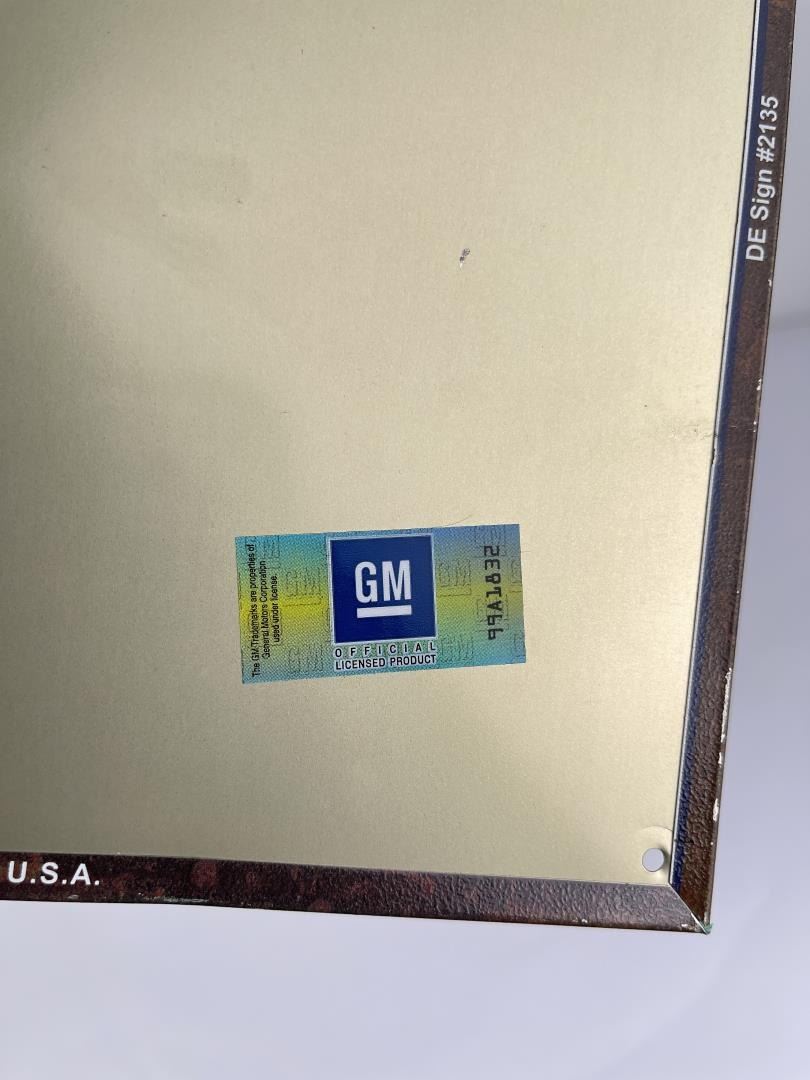 DE Sign #2135
The GM Trademarks are properties of
General Motors Corporation
used under license.
GM
OFFICIAL
LICENSED PRODUCT
99A1832
U.S.A.